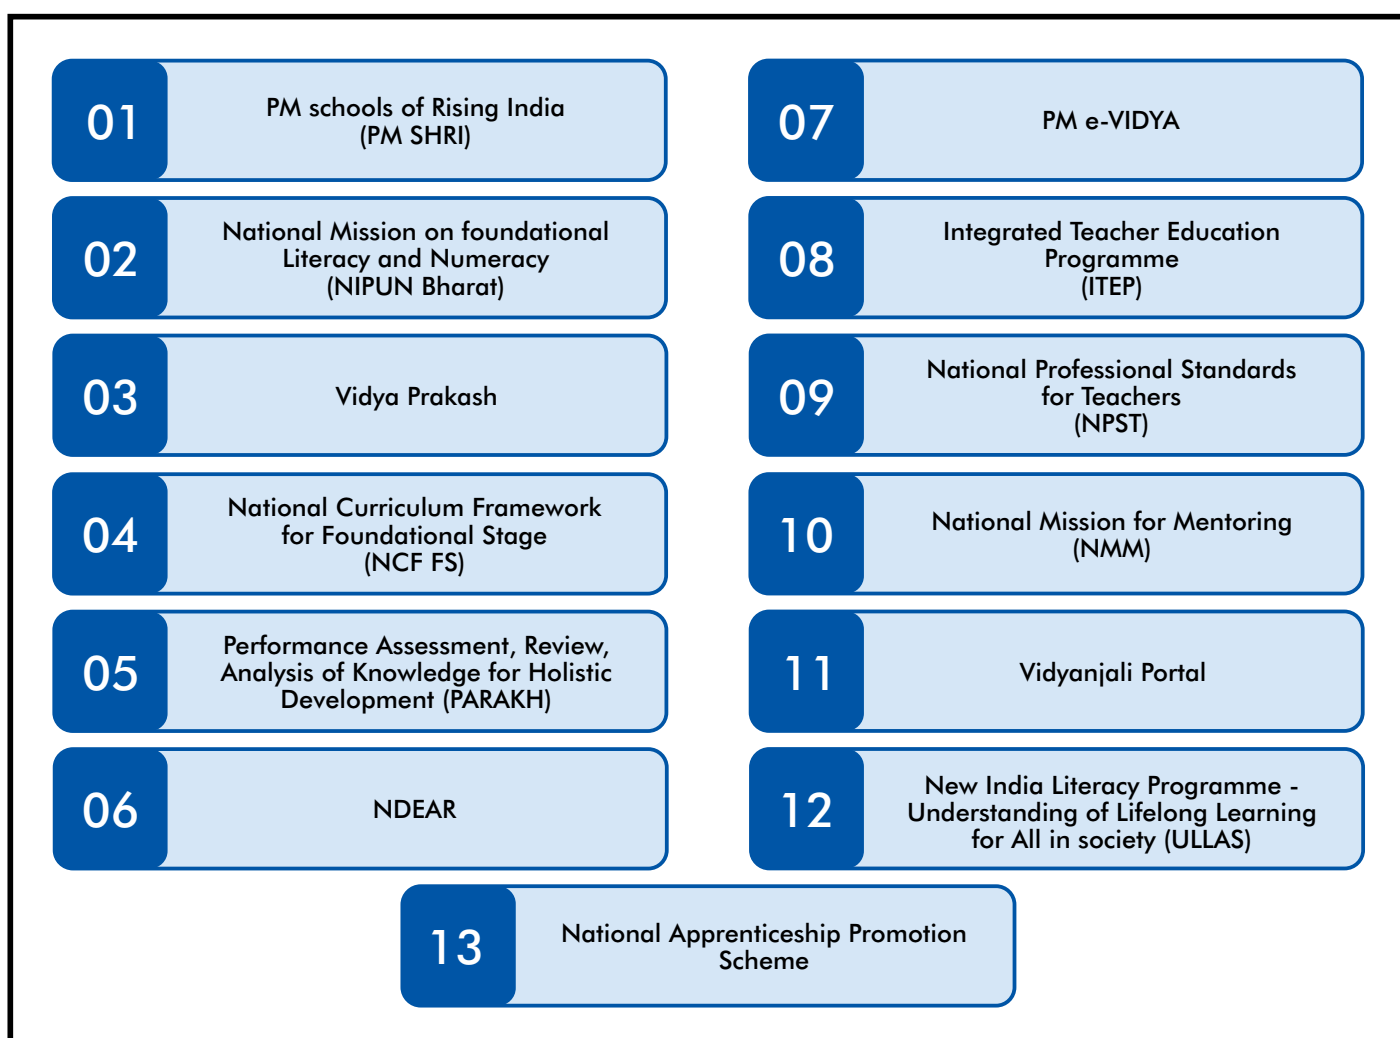 01
PM schools of Rising India
(PM SHRI)
02
National Mission on foundational
Literacy and Numeracy
(NIPUN Bharat)
03
Vidya Prakash
04
National Curriculum Framework
for Foundational Stage
(NCF FS)
05
Performance Assessment, Review,
Analysis of Knowledge for Holistic
Development (PARAKH)
06
NDEAR
07
PM e-VIDYA
08
Integrated Teacher Education
Programme
(ITEP)
09
National Professional Standards
for Teachers
(NPST)
10
National Mission for Mentoring
(NMM)
11
Vidyanjali Portal
12
New India Literacy Programme -
Understanding of Lifelong Learning
for All in society (ULLAS)
13
National Apprenticeship Promotion
Scheme